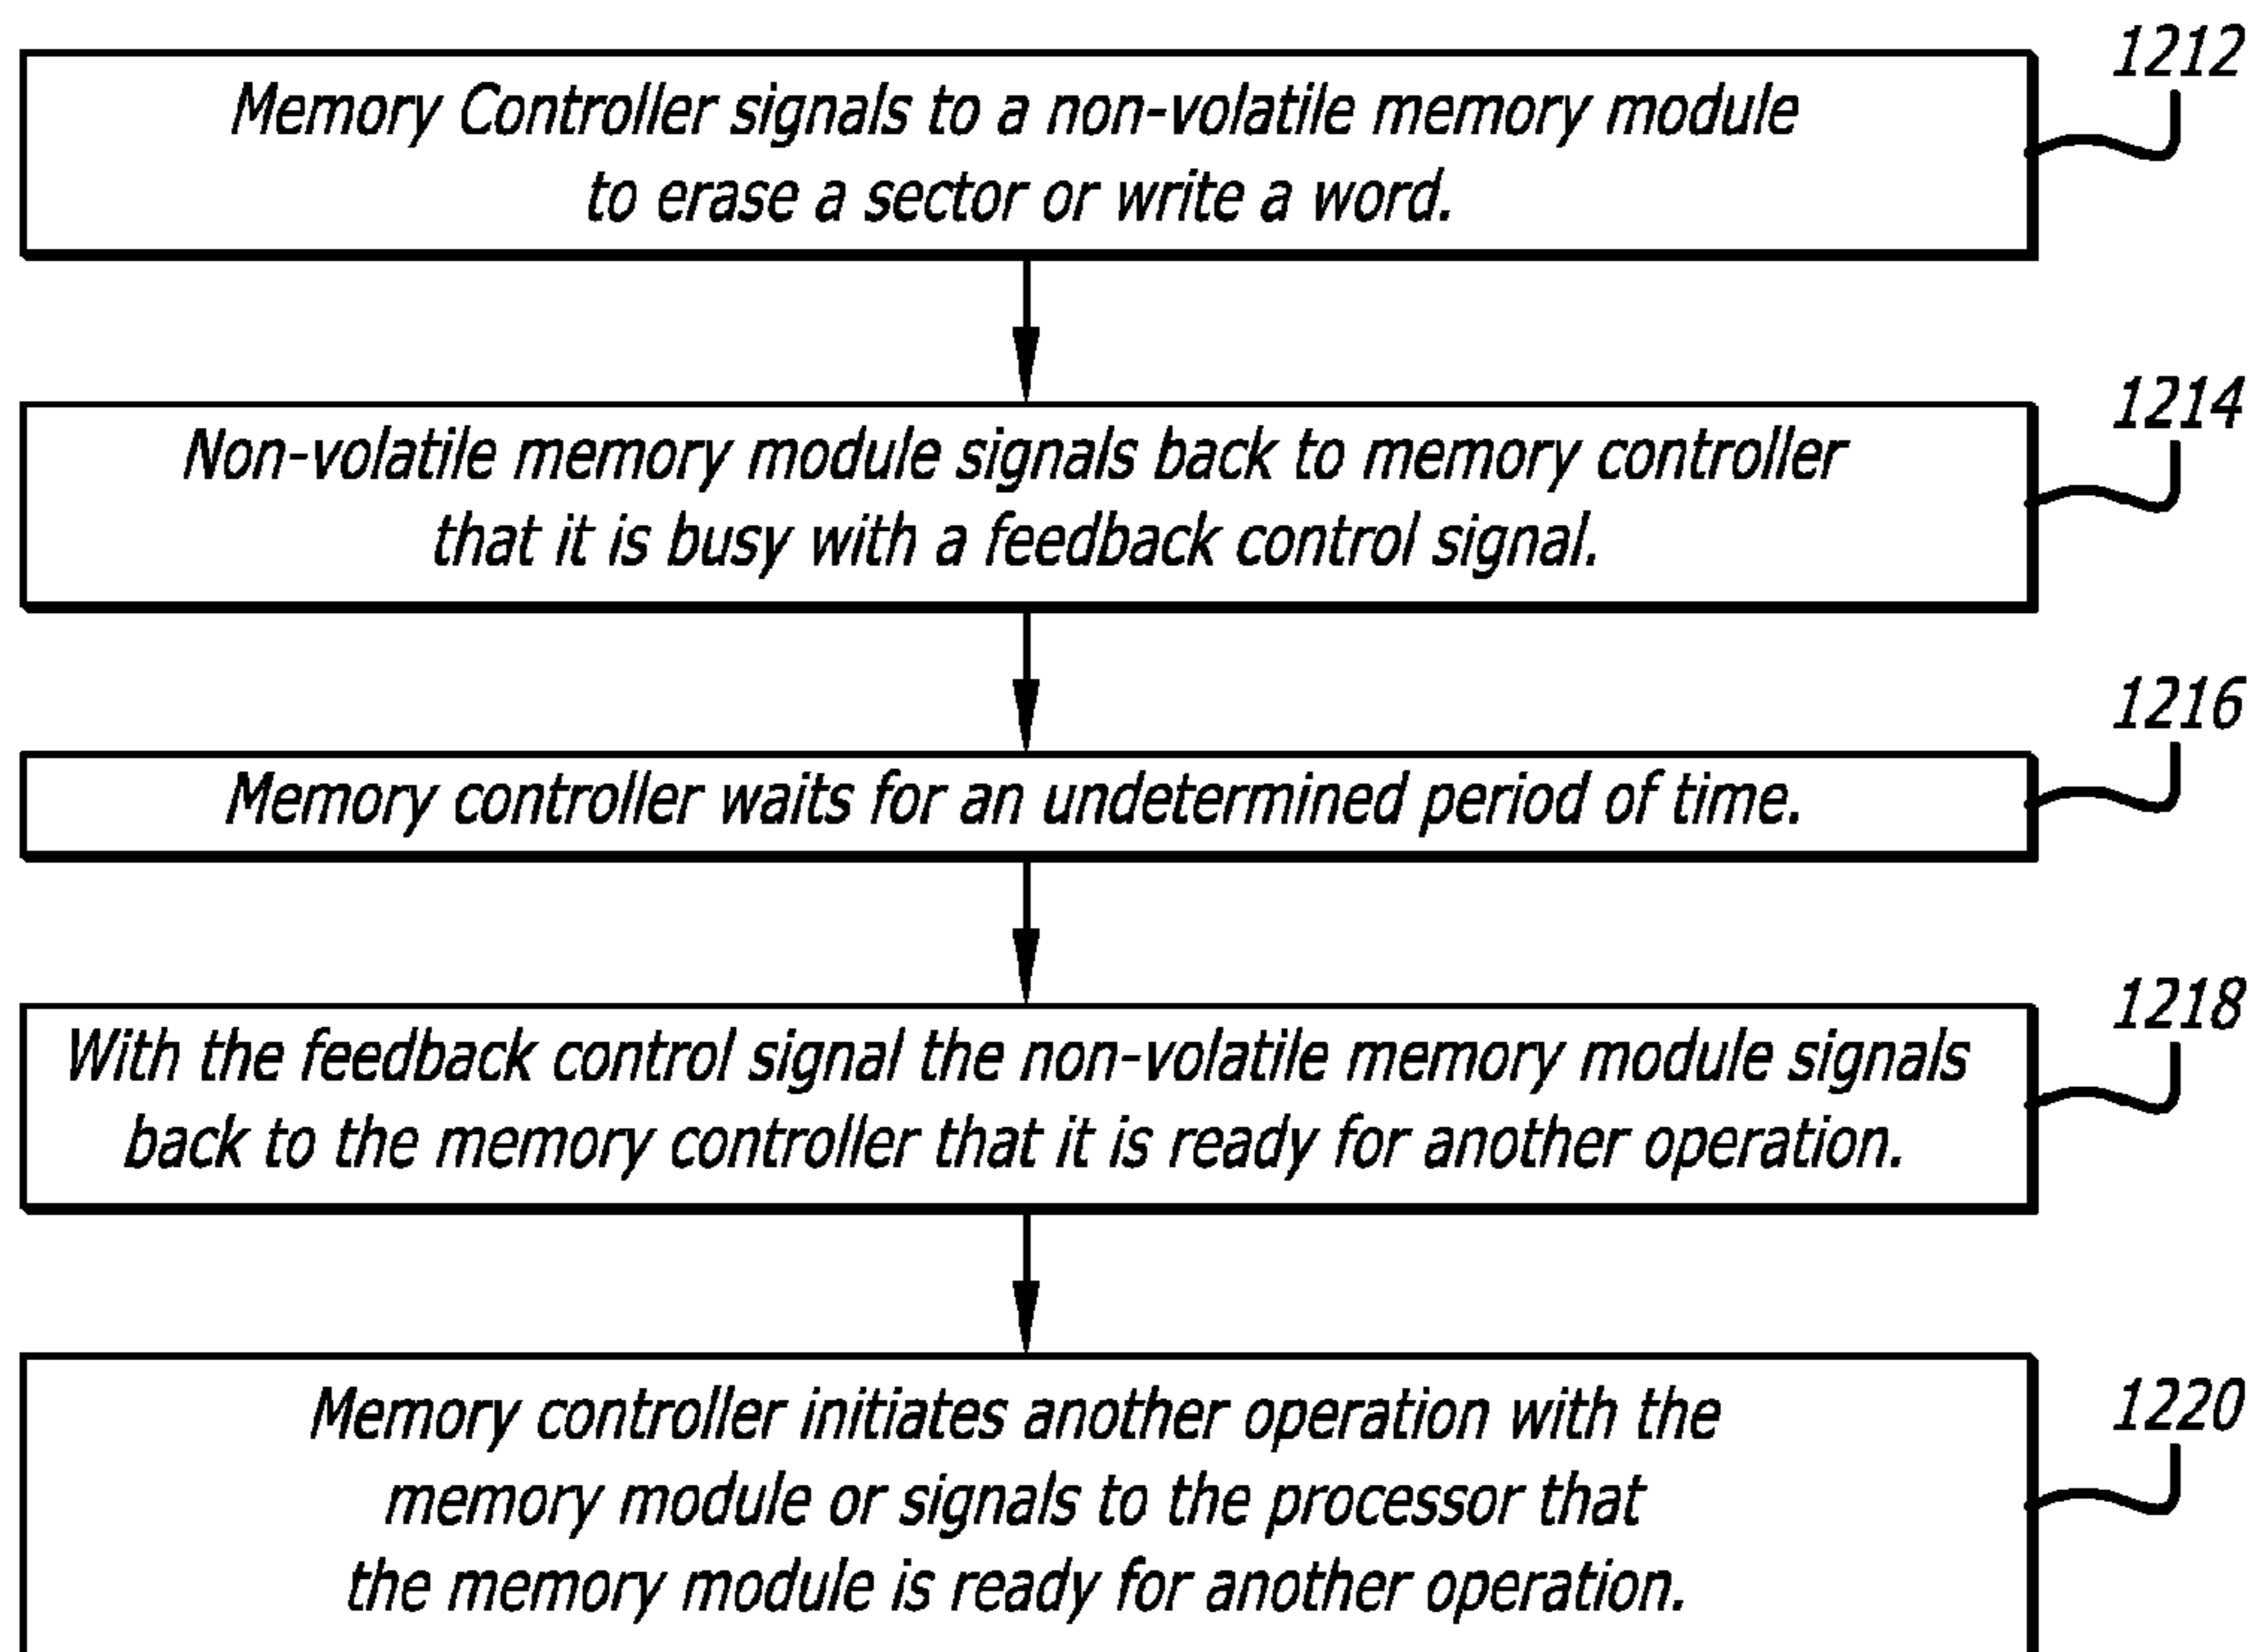 1212
Memory Controller signals to a non-volatile memory module
to erase a sector or write a word.
1214
Non-volatile memory module signals back to memory controller
that it is busy with a feedback control signal.
1216
Memory controller waits for an undetermined period of time.
1218
With the feedback control signal the non-volatile memory module signals
back to the memory controller that it is ready for another operation.
1220
Memory controller initiates another operation with the
memory module or signals to the processor that
the memory module is ready for another operation.